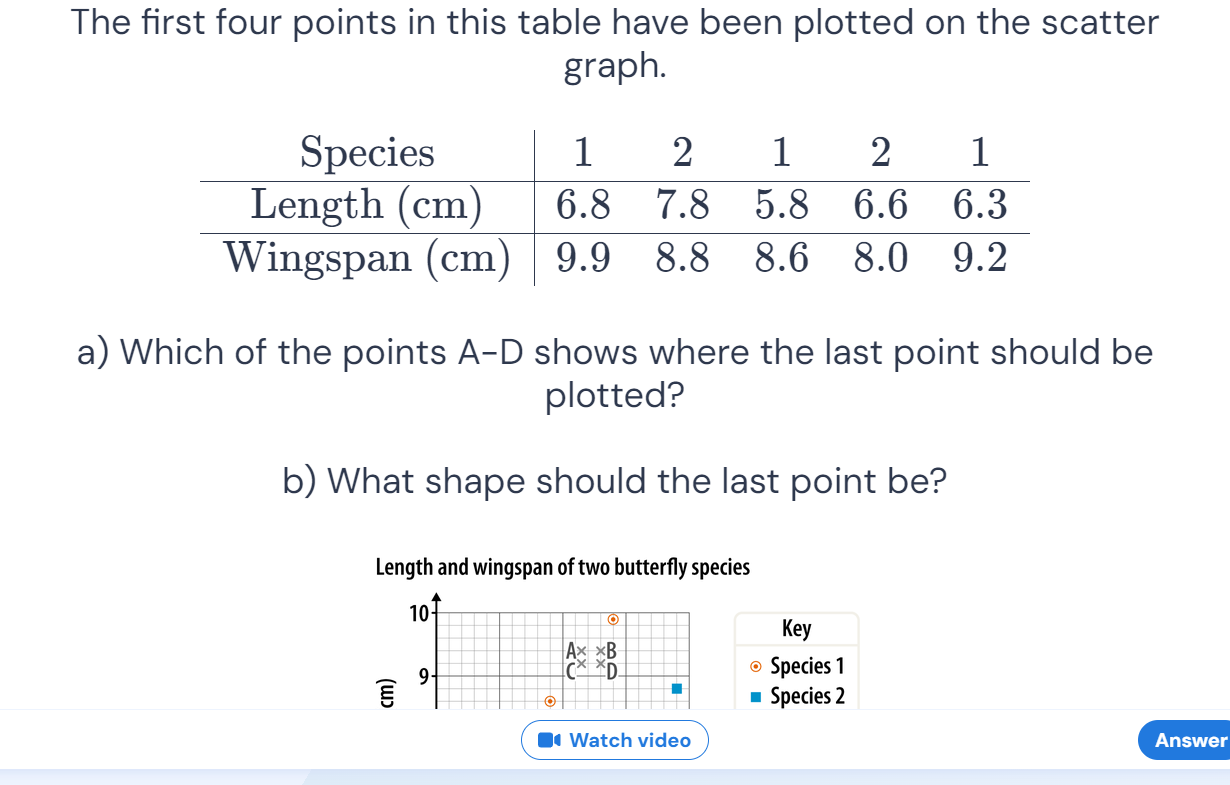 The first four points in this table have been plotted on the scatter
graph.
Species 1 2 1 2 1
Length (cm) 6.8 7.8 5.8 6.6 6.3
Wingspan (cm) 9.9 8.8 8.6 8.0 9.2
a) Which of the points A-D shows where the last point should be
plotted?
b) What shape should the last point be?
Length and wingspan of two butterfly species
10
A× ×B
C× ×D
9
cm)
Key
Species 1
Species 2
Watch video
Answer